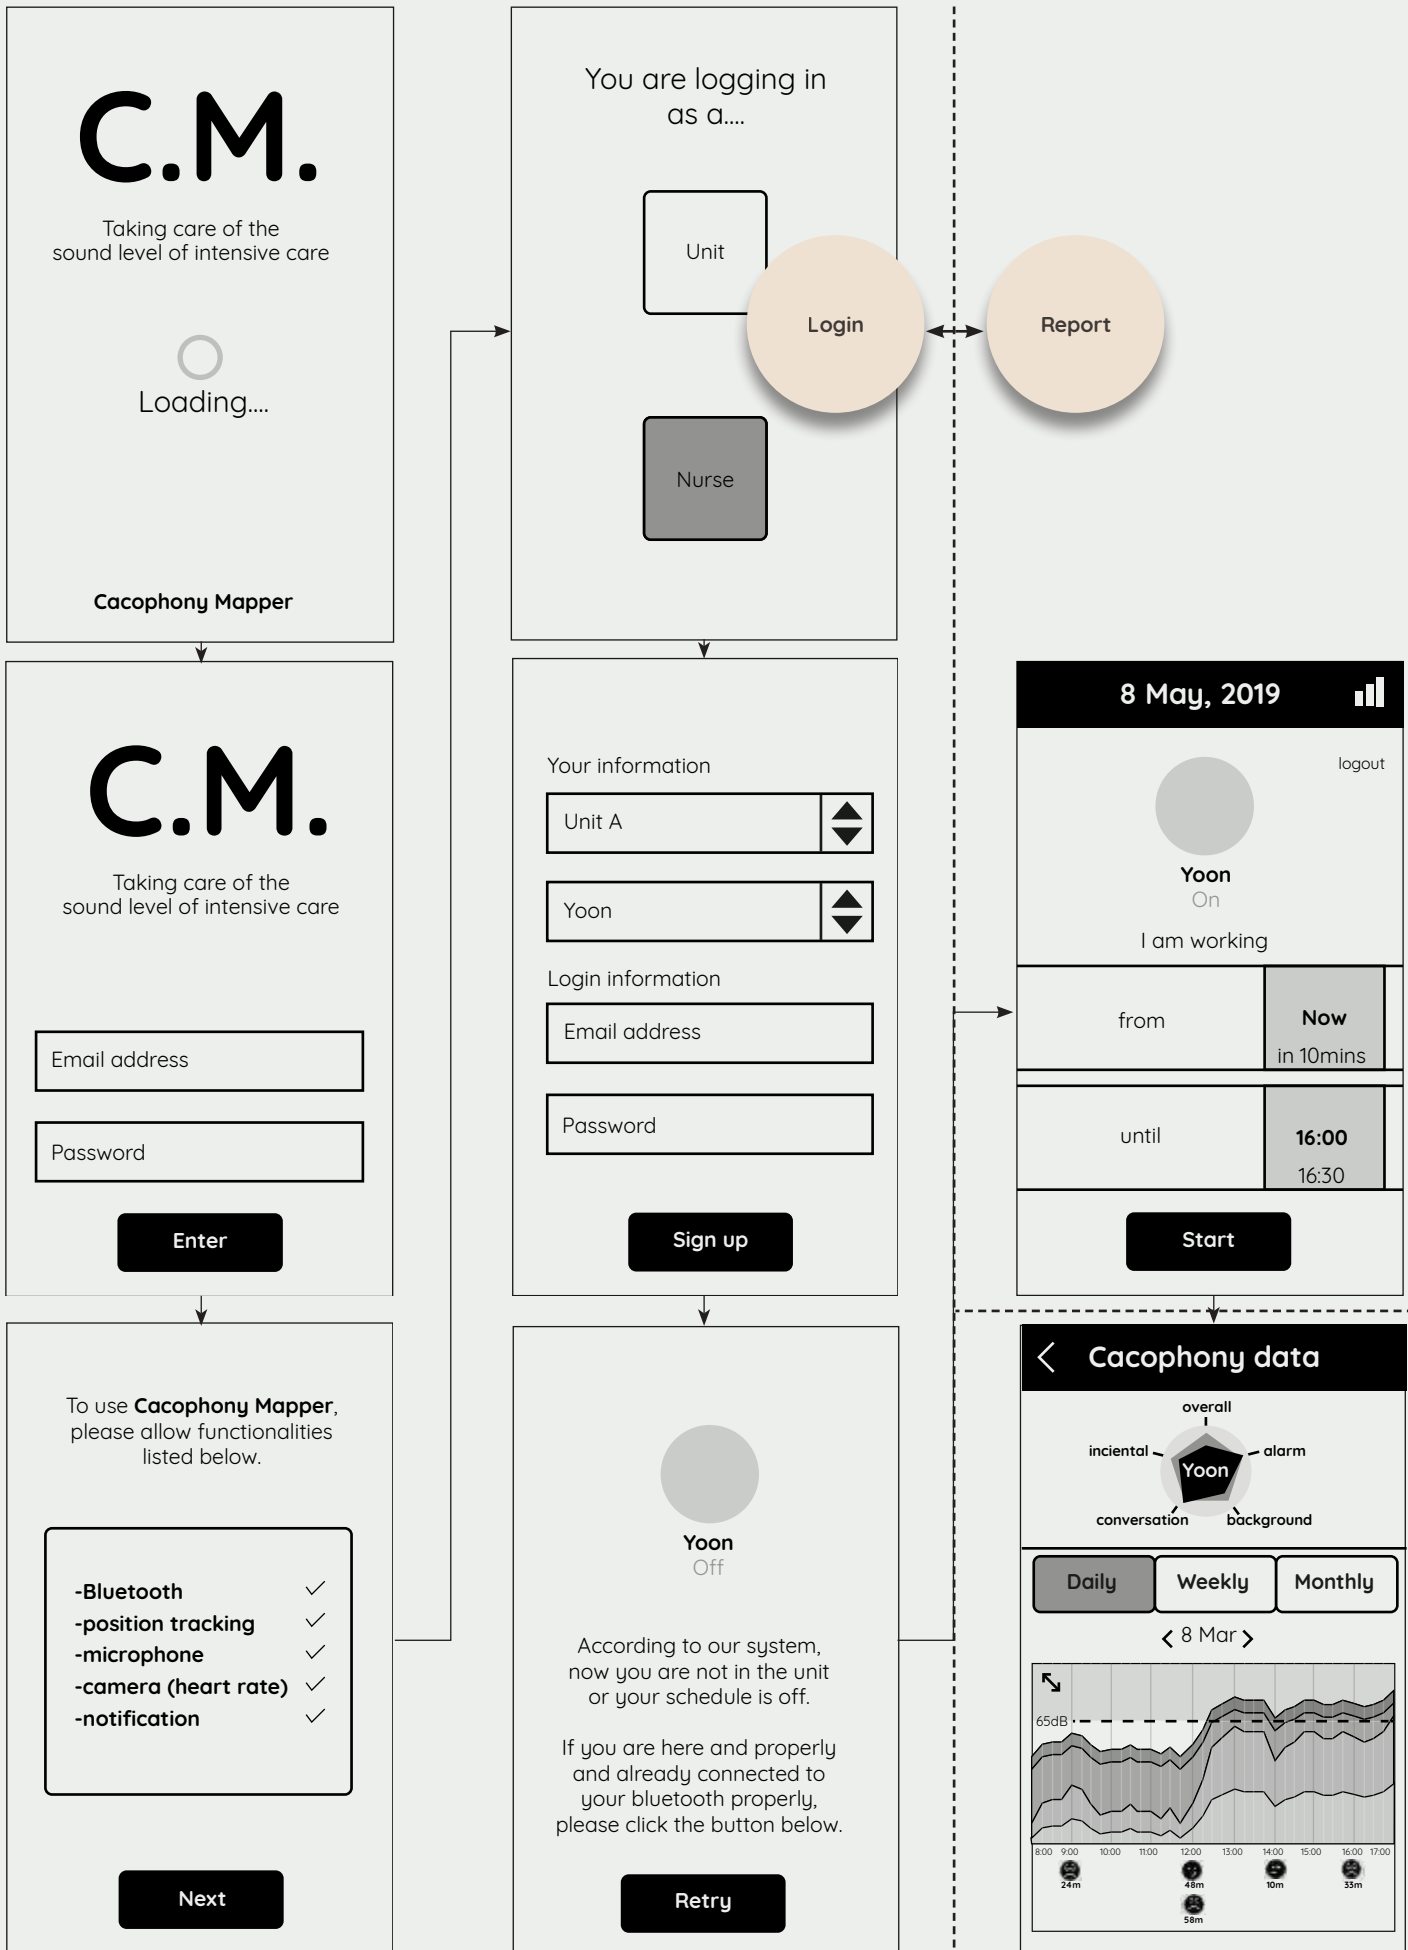 C.M.
Taking care of the
sound level of intensive care
Loading....
Cacophony Mapper
C.M.
Taking care of the
sound level of intensive care
Email address
Password
Enter
To use Cacophony Mapper,
please allow functionalities
listed below.
-Bluetooth
-position tracking
-microphone
-camera (heart rate)
-notification
Next
You are logging in
as a....
Unit
Nurse
Login
Report
Your information
Unit A
Yoon
Login information
Email address
Password
Sign up
Yoon
Off
According to our system,
now you are not in the unit
or your schedule is off.
If you are here and properly
and already connected to
your bluetooth properly,
please click the button below.
Retry
8 May, 2019
logout
Yoon
On
I am working
from
Now
in 10mins
until
16:00
16:30
Start
Cacophony data
overall
inciental
alarm
Yoon
conversation
background
Daily
Weekly
Monthly
8 Mar
65dB
8:00 9:00 10:00 11:00 12:00 13:00 14:00 15:00 16:00 17:00
24m
48m
10m
33m
58m